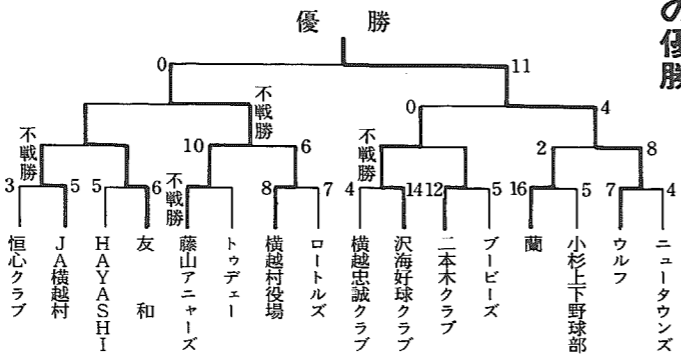 の優勝
優勝
0
11
不戦勝
0
4
不戦勝
10
6
不戦勝
2
8
3
5
5
6
不戦勝
8
7
4
14
12
5
16
5
7
4
恒心クラブ
JA横越村
HAYASHI
友和
藤山アニャーズ
トゥデェー
横越村役場
ロートルズ
横越忠誠クラブ
沢海好球クラブ
二本木クラブ
ブービーズ
蘭
小杉上下野球部
ウルフ
ニュータウンズ